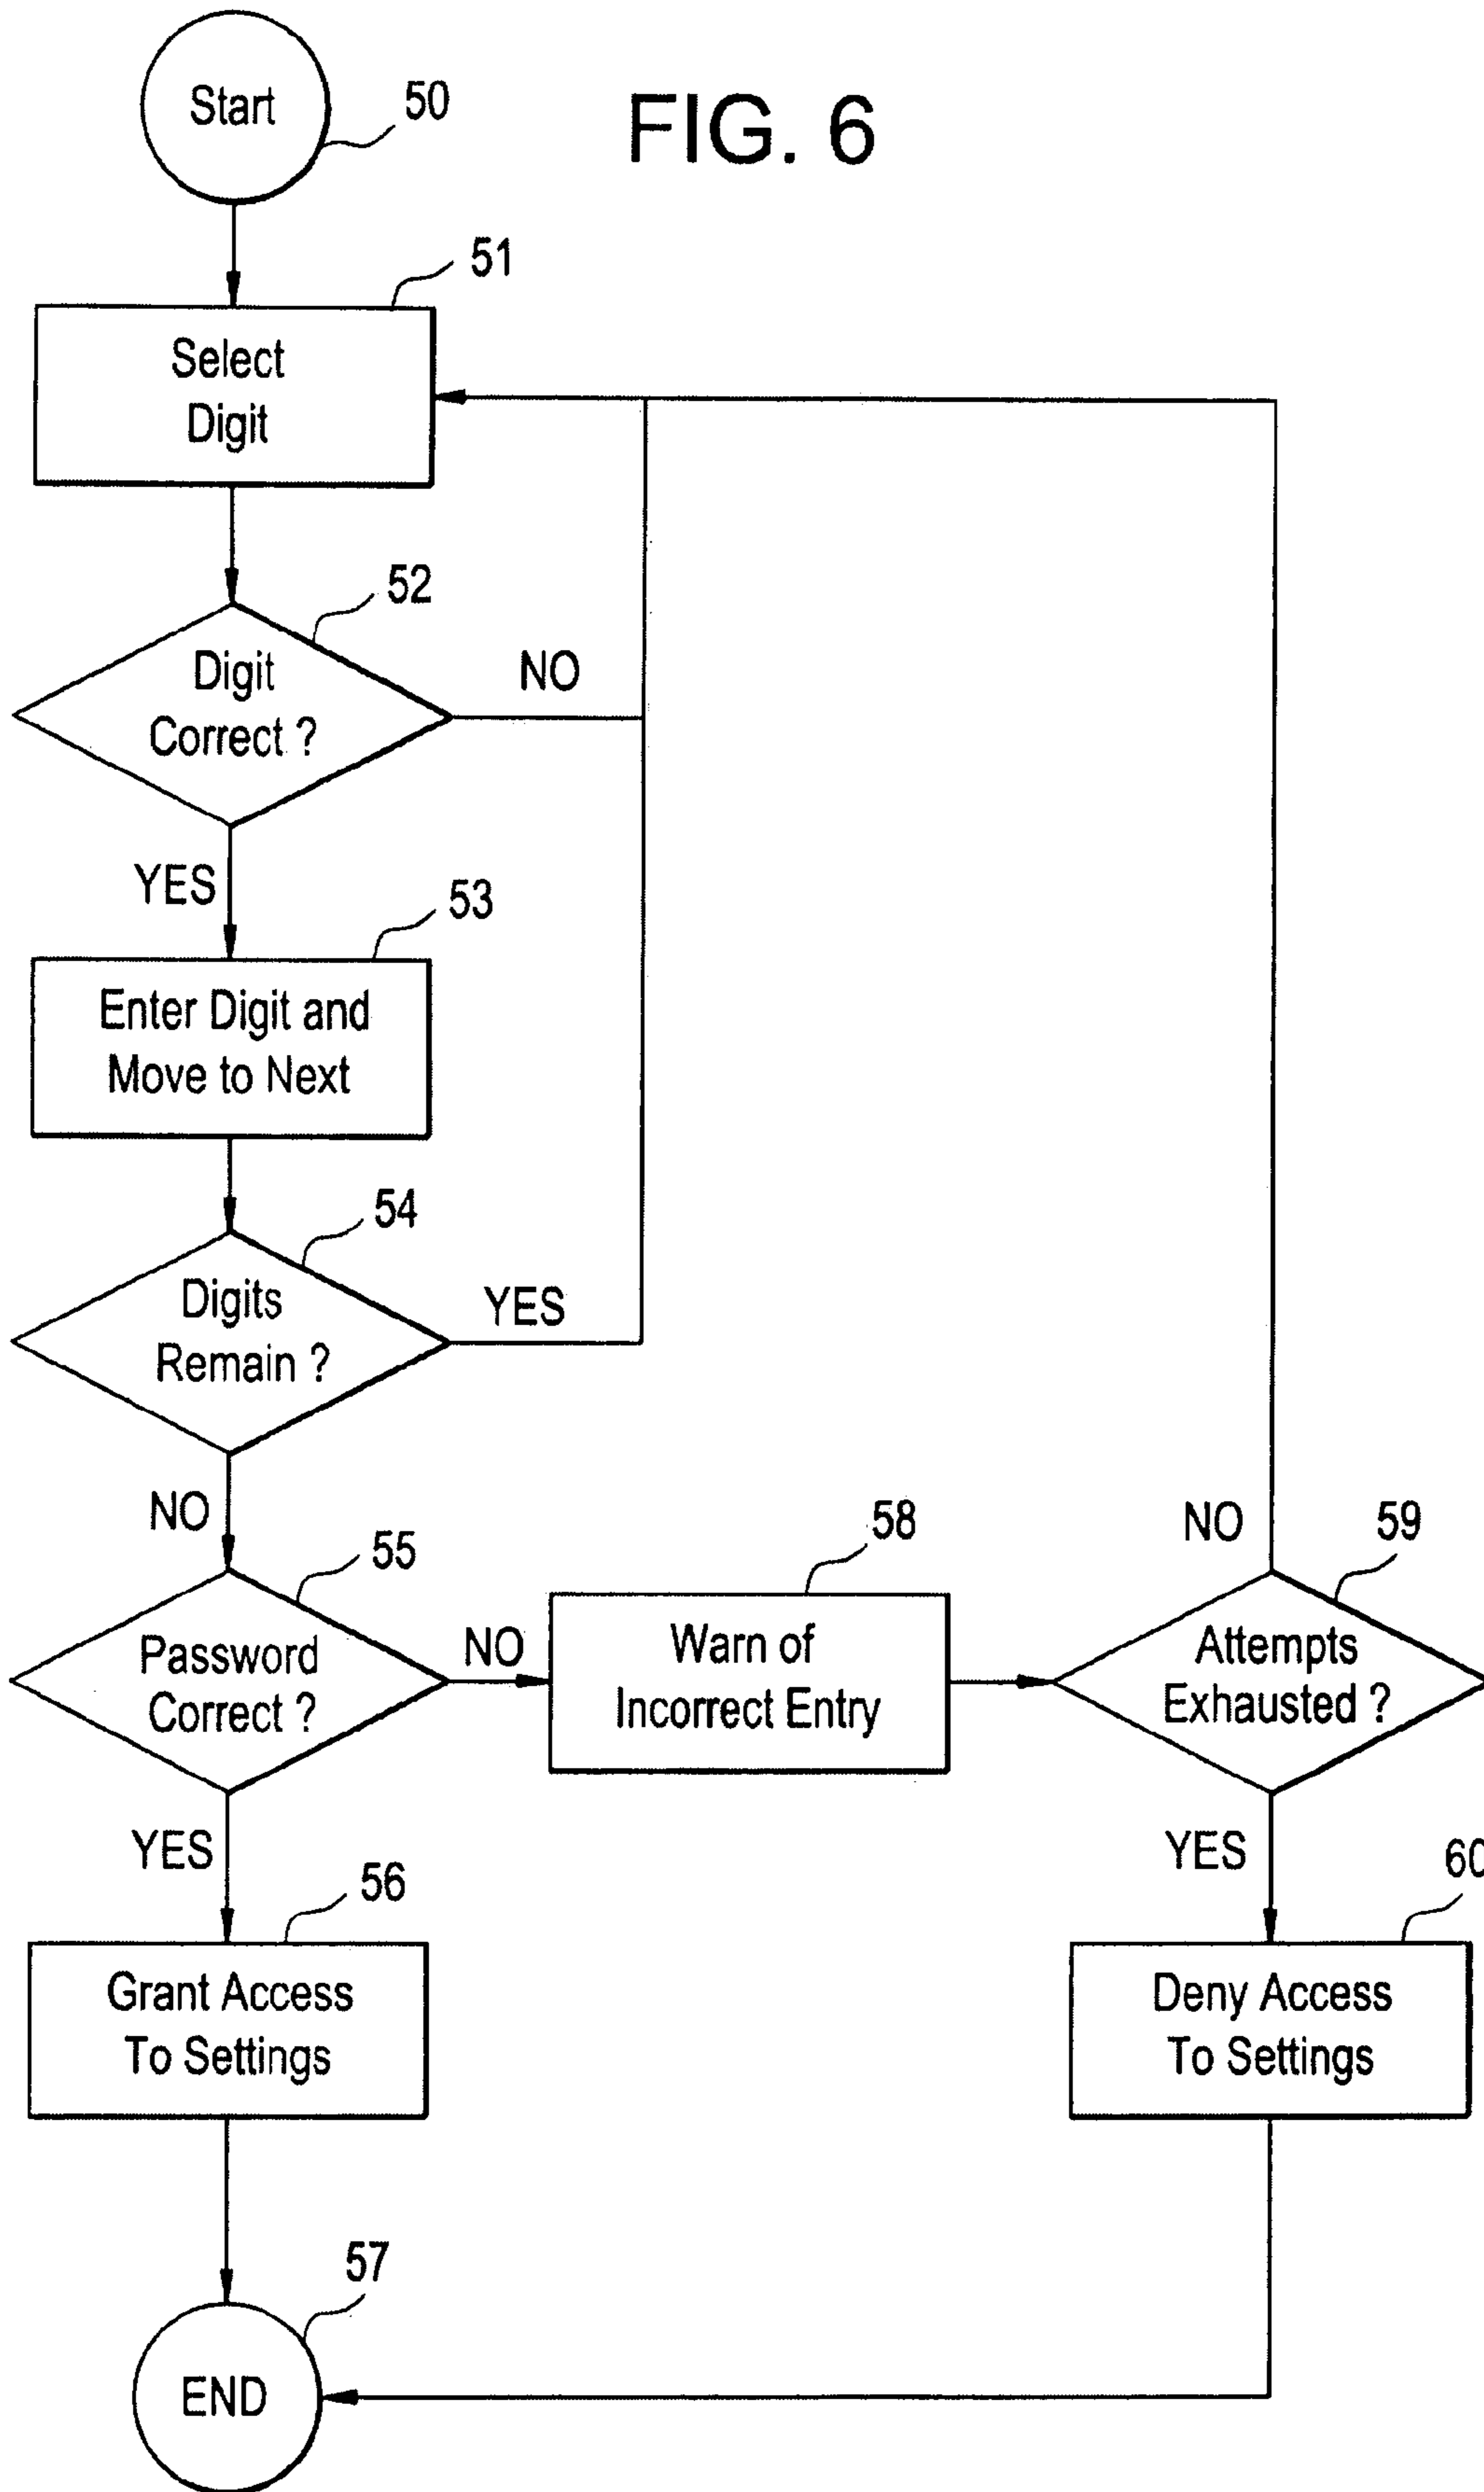 Start
50
FIG. 6
51
Select
Digit
52
Digit
Correct ?
NO
YES
53
Enter Digit and
Move to Next
54
Digits
Remain ?
YES
NO
55
Password
Correct ?
NO
58
Warn of
Incorrect Entry
NO
59
Attempts
Exhausted ?
YES
56
Grant Access
To Settings
YES
60
Deny Access
To Settings
57
END